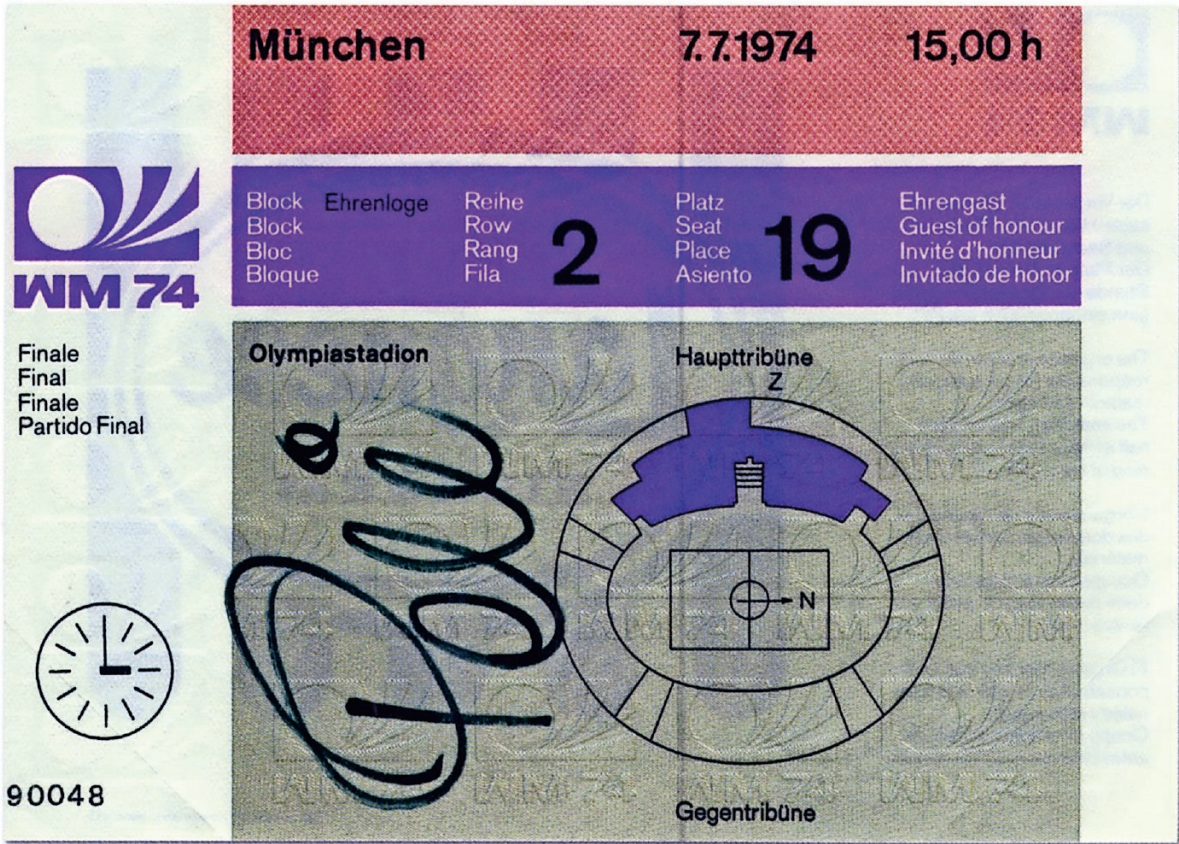 München 7.7.1974 15,00 h
WM 74
Block Ehrenloge Reihe Platz Ehrengast
Block Row Seat Guest of honour
Bloc Rang Place Invité d'honneur
Bloque Fila Asiento Invitado de honor
2 19
Finale
Final
Finale
Partido Final
Olympiastadion
Haupttribüne
Z
N
Pelé
Gegentribüne
90048